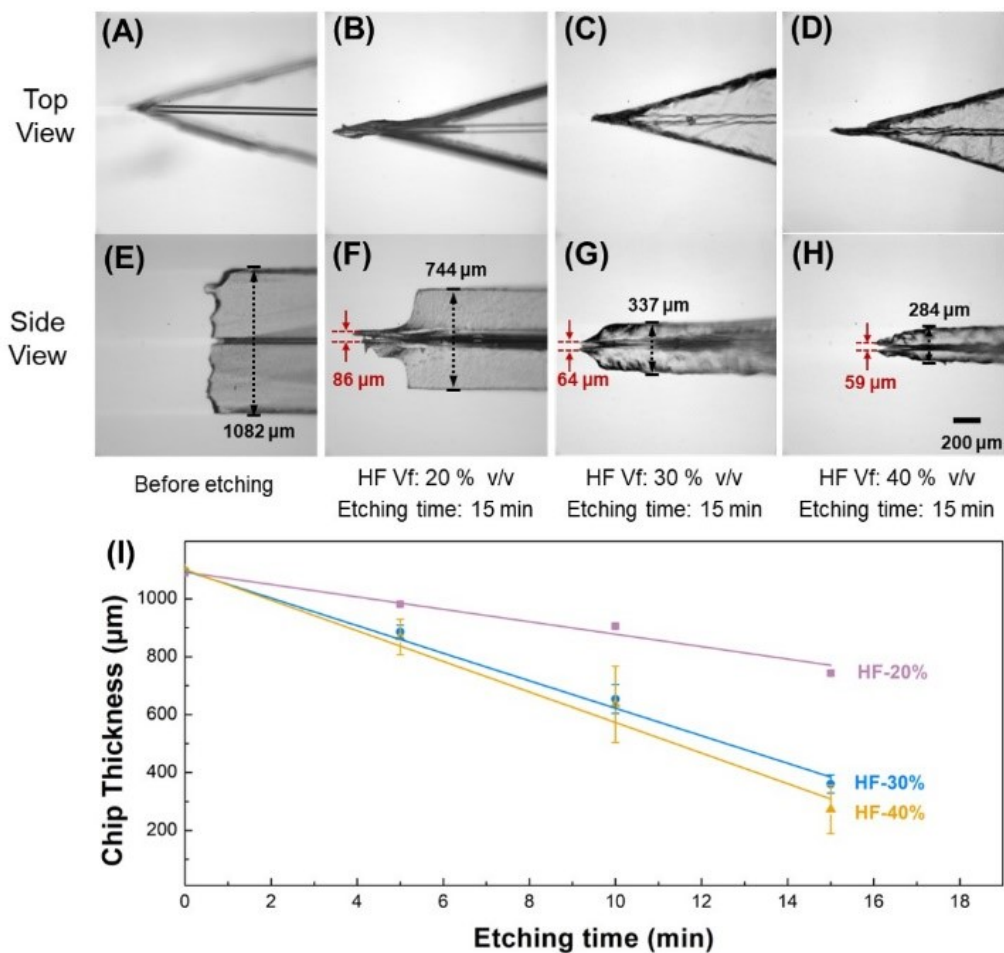 (A)
(B)
(C)
(D)
Top
View
(E)
(F)
(G)
(H)
Side
View
1082 µm
744 µm
86 µm
337 µm
64 µm
284 µm
59 µm
200 µm
Before etching
HF Vf: 20 % v/v
Etching time: 15 min
HF Vf: 30 % v/v
Etching time: 15 min
HF Vf: 40 % v/v
Etching time: 15 min
(I)
Chip Thickness (µm)
1000
800
600
400
200
HF-20%
HF-30%
HF-40%
0 2 4 6 8 10 12 14 16 18
Etching time (min)